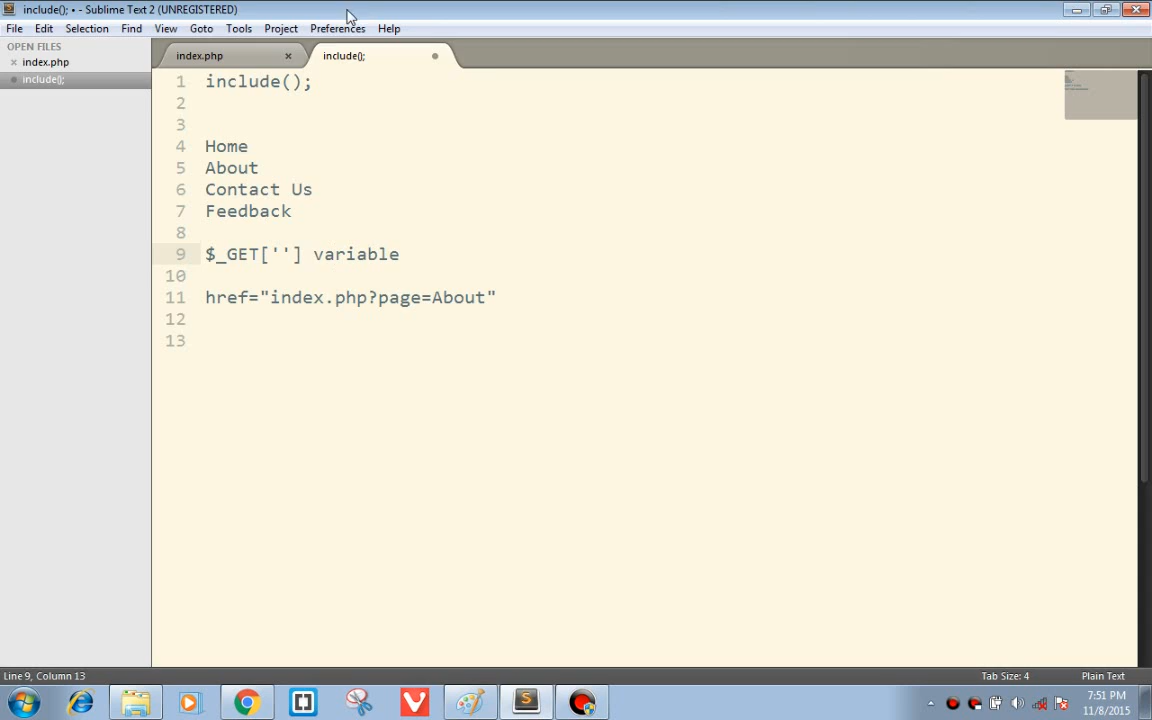 include(); • - Sublime Text 2 (UNREGISTERED)
File Edit Selection Find View Goto Tools Project Preferences Help
OPEN FILES
index.php
include();
index.php
include();
1 include();
2
3
4 Home
5 About
6 Contact Us
7 Feedback
8
9 $_GET[''] variable
10
11 href="index.php?page=About"
12
13
Line 9, Column 13
Tab Size: 4
Plain Text
7:51 PM
11/8/2015